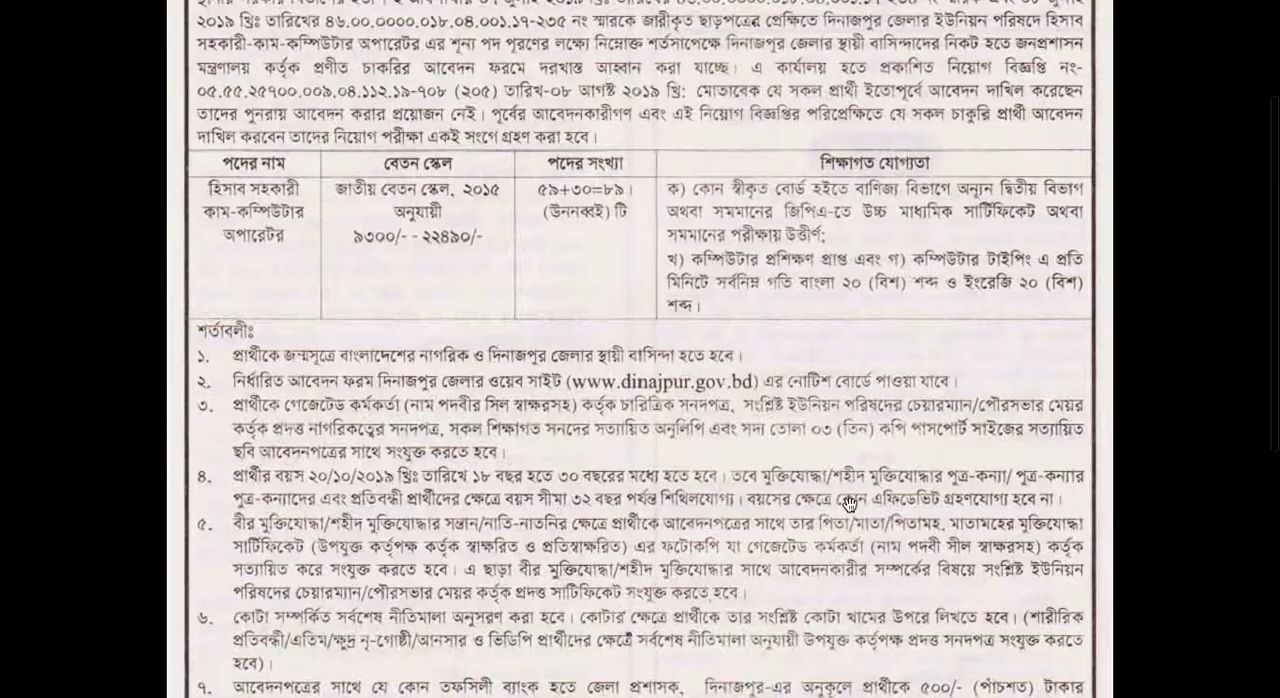 ২০১৯ খ্রিঃ তারিখের ৪৬.০০.০০০০.০১৮.০৪.০০১.১৭-২৩৫ নং স্মারকে জারীকৃত ছাড়পত্রের প্রেক্ষিতে দিনাজপুর জেলার ইউনিয়ন পরিষদে হিসাব
সহকারী-কাম-কম্পিউটার অপারেটর এর শূন্য পদ পূরণের লক্ষ্যে নিম্নোক্ত শর্তসাপেক্ষে দিনাজপুর জেলার স্থায়ী বাসিন্দাদের নিকট হতে জনপ্রশাসন
মন্ত্রণালয় কর্তৃক প্রণীত চাকরির আবেদন ফরমে দরখাস্ত আহ্বান করা যাচ্ছে। এ কার্যালয় হতে প্রকাশিত নিয়োগ বিজ্ঞপ্তি নং-
০৫.৫৫.২৭০০.০০৯.০৪.১১২.১৯-৭০৮ (২০৫) তারিখ-০৮ আগষ্ট ২০১৯ খ্রি: মোতাবেক যে সকল প্রার্থী ইতোপূর্বে আবেদন দাখিল করেছেন
তাদের পুনরায় আবেদন করার প্রয়োজন নেই। পূর্বের আবেদনকারীগণ এবং এই নিয়োগ বিজ্ঞপ্তির পরিপ্রেক্ষিতে যে সকল চাকুরি প্রার্থী আবেদন
দাখিল করবেন তাদের নিয়োগ পরীক্ষা একই সংগে গ্রহণ করা হবে।
পদের নাম বেতন স্কেল পদের সংখ্যা শিক্ষাগত যোগ্যতা
হিসাব সহকারী জাতীয় বেতন স্কেল, ২০১৫ ৫৯+৩০=৮৯। ক) কোন স্বীকৃত বোর্ড হইতে বাণিজ্য বিভাগে অন্যূন দ্বিতীয় বিভাগ
কাম-কম্পিউটার অনুযায়ী (উননব্বই) টি অথবা সমমানের জিপিএ-তে উচ্চ মাধ্যমিক সার্টিফিকেট অথবা
অপারেটর ৯৩০০/- - ২২৪৯০/- সমমানের পরীক্ষায় উত্তীর্ণ;
খ) কম্পিউটার প্রশিক্ষণ প্রাপ্ত এবং গ) কম্পিউটার টাইপিং এ প্রতি
মিনিটে সর্বনিম্ন গতি বাংলা ২০ (বিশ) শব্দ ও ইংরেজি ২০ (বিশ)
শব্দ।
শর্তাবলীঃ
১. প্রার্থীকে জন্মসূত্রে বাংলাদেশের নাগরিক ও দিনাজপুর জেলার স্থায়ী বাসিন্দা হতে হবে।
২. নির্ধারিত আবেদন ফরম দিনাজপুর জেলার ওয়েব সাইট (www.dinajpur.gov.bd) এর নোটিশ বোর্ডে পাওয়া যাবে।
৩. প্রার্থীকে গেজেটেড কর্মকর্তা (নাম পদবীর সিল স্বাক্ষরসহ) কর্তৃক চারিত্রিক সনদপত্র, সংশ্লিষ্ট ইউনিয়ন পরিষদের চেয়ারম্যান/পৌরসভার মেয়র
কর্তৃক প্রদত্ত নাগরিকত্বের সনদপত্র, সকল শিক্ষাগত সনদের সত্যায়িত অনুলিপি এবং সদ্য তোলা ০৩ (তিন) কপি পাসপোর্ট সাইজের সত্যায়িত
ছবি আবেদনপত্রের সাথে সংযুক্ত করতে হবে।
৪. প্রার্থীর বয়স ২০/১০/২০১৯ খ্রিঃ তারিখে ১৮ বছর হতে ৩০ বছরের মধ্যে হতে হবে। তবে মুক্তিযোদ্ধা/শহীদ মুক্তিযোদ্ধার পুত্র-কন্যা/ পুত্র-কন্যার
পুত্র-কন্যাদের এবং প্রতিবন্ধী প্রার্থীদের ক্ষেত্রে বয়স সীমা ৩২ বছর পর্যন্ত শিথিলযোগ্য। বয়সের ক্ষেত্রে কোন এফিডেভিট গ্রহণযোগ্য হবে না।
৫. বীর মুক্তিযোদ্ধা/শহীদ মুক্তিযোদ্ধার সন্তান/নাতি-নাতনির ক্ষেত্রে প্রার্থীকে আবেদনপত্রের সাথে তার পিতা/মাতা/পিতামহ, মাতামহের মুক্তিযোদ্ধা
সার্টিফিকেট (উপযুক্ত কর্তৃপক্ষ কর্তৃক স্বাক্ষরিত ও প্রতিস্বাক্ষরিত) এর ফটোকপি যা গেজেটেড কর্মকর্তা (নাম পদবী সীল স্বাক্ষরসহ) কর্তৃক
সত্যায়িত করে সংযুক্ত করতে হবে। এ ছাড়া বীর মুক্তিযোদ্ধা/শহীদ মুক্তিযোদ্ধার সাথে আবেদনকারীর সম্পর্কের বিষয়ে সংশ্লিষ্ট ইউনিয়ন
পরিষদের চেয়ারম্যান/পৌরসভার মেয়র কর্তৃক প্রদত্ত সার্টিফিকেট সংযুক্ত করতে হবে।
৬. কোটা সম্পর্কিত সর্বশেষ নীতিমালা অনুসরণ করা হবে। কোটার ক্ষেত্রে প্রার্থীকে তার সংশ্লিষ্ট কোটা খামের উপরে লিখতে হবে। (শারীরিক
প্রতিবন্ধী/এতিম/ক্ষুদ্র নৃ-গোষ্ঠী/আনসার ও ভিডিপি প্রার্থীদের ক্ষেত্রে সর্বশেষ নীতিমালা অনুযায়ী উপযুক্ত কর্তৃপক্ষ প্রদত্ত সনদপত্র সংযুক্ত করতে
হবে)।
৭. আবেদনপত্রের সাথে যে কোন তফসিলী ব্যাংক হতে জেলা প্রশাসক, দিনাজপুর-এর অনুকূলে প্রার্থীকে ৫০০/- (পাঁচশত) টাকার